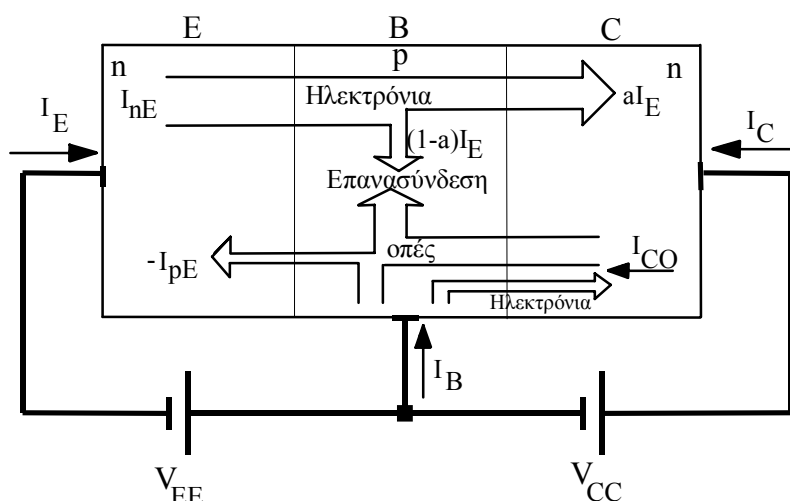 E B C
n p n
I_E I_nE Ηλεκτρόνια aI_E I_C
(1-a)I_E
Επανασύνδεση
-I_pE οπές I_CO
Ηλεκτρόνια
I_B
V_EE V_CC